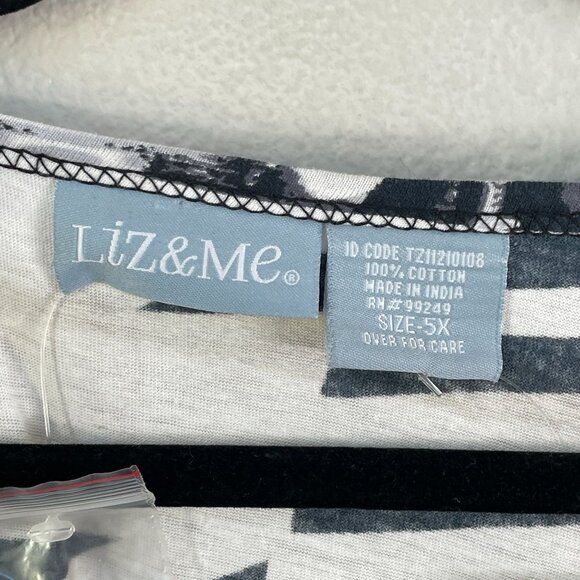 Liz&Me®
ID CODE TZ11210108
100% COTTON
MADE IN INDIA
RN# 99249
SIZE-5X
OVER FOR CARE